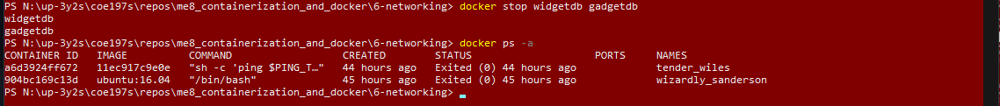 PS N:\up-3y2s\coe197s\repos\me8_containerization_and_docker\6-networking> docker stop widgetdb gadgetdb
widgetdb
gadgetdb
PS N:\up-3y2s\coe197s\repos\me8_containerization_and_docker\6-networking> docker ps -a
CONTAINER ID   IMAGE          COMMAND                  CREATED        STATUS                    PORTS     NAMES
a6d3924ff672   11ec917c9e0e   "sh -c 'ping $PING_T…"   44 hours ago   Exited (0) 44 hours ago             tender_wiles
904bc169c13d   ubuntu:16.04   "/bin/bash"              45 hours ago   Exited (0) 45 hours ago             wizardly_sanderson
PS N:\up-3y2s\coe197s\repos\me8_containerization_and_docker\6-networking>